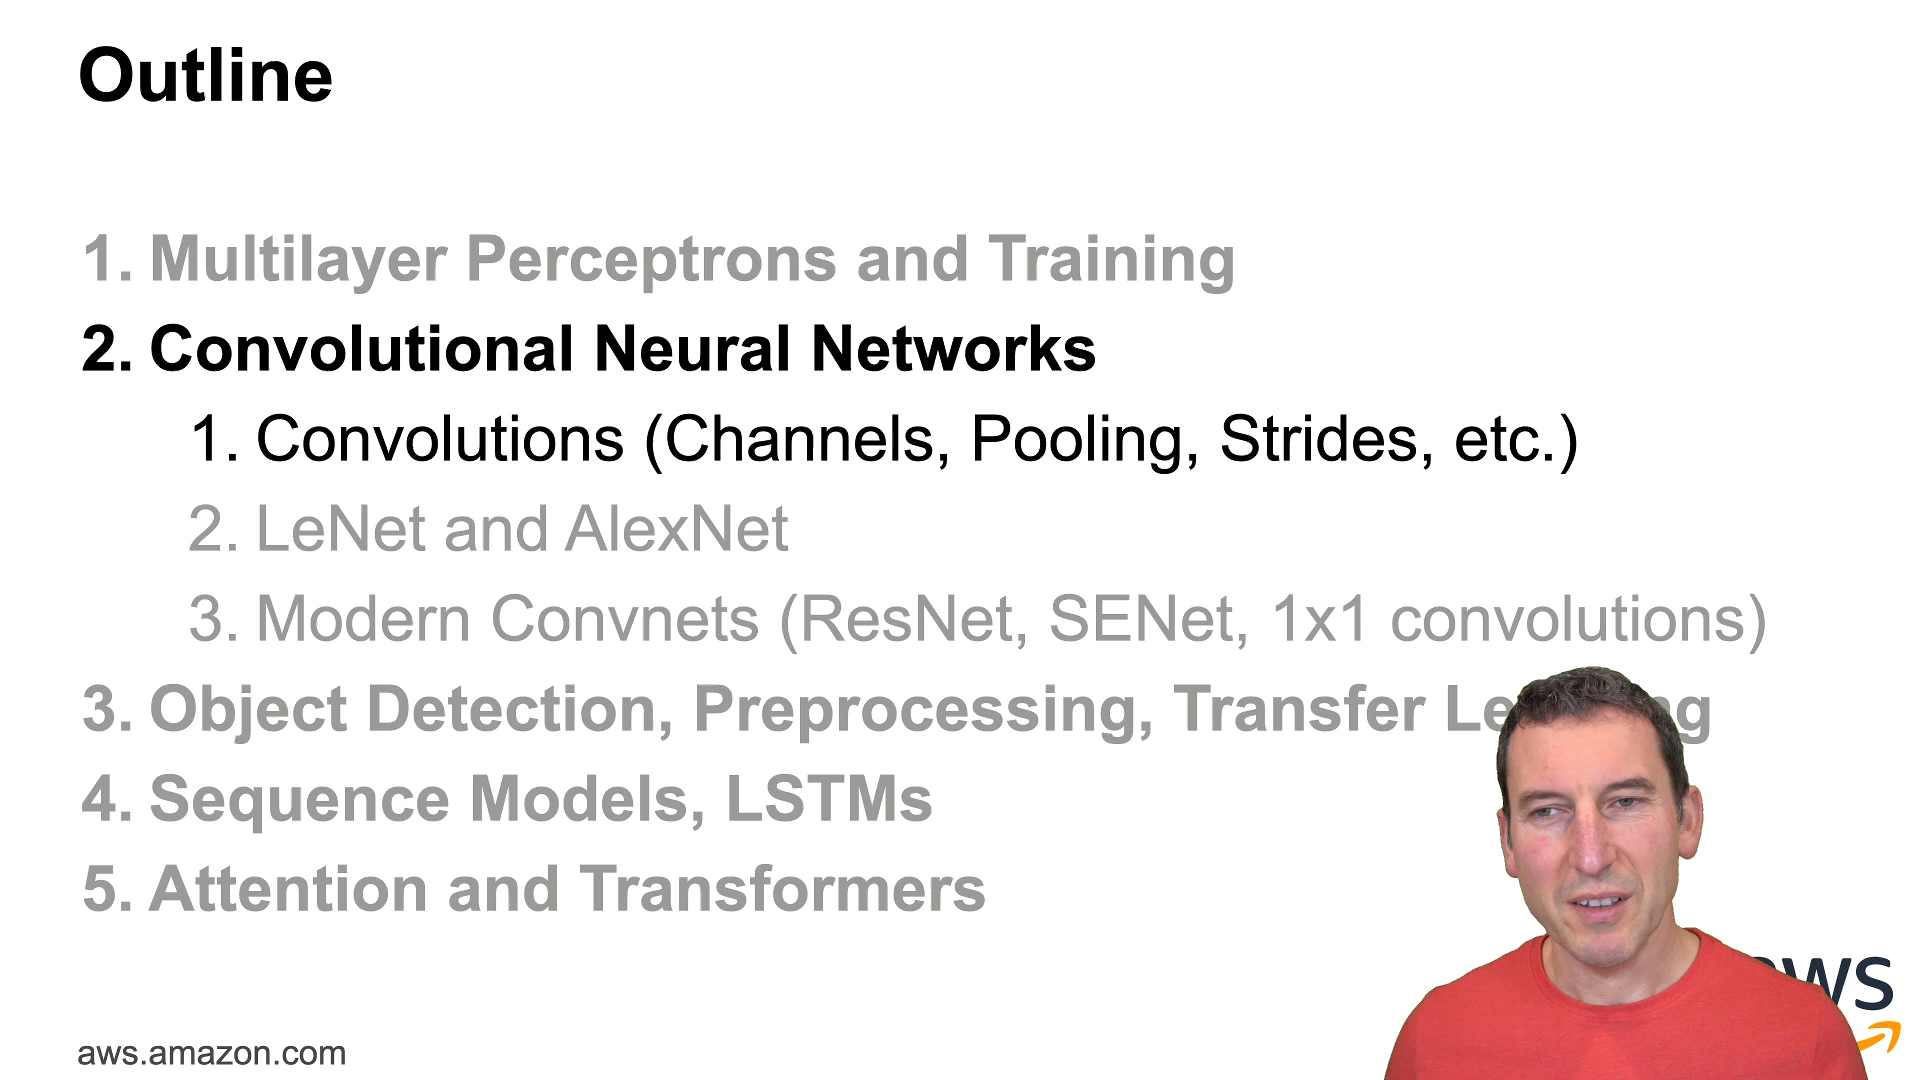 Outline
1. Multilayer Perceptrons and Training
2. Convolutional Neural Networks
1. Convolutions (Channels, Pooling, Strides, etc.)
2. LeNet and AlexNet
3. Modern Convnets (ResNet, SENet, 1x1 convolutions)
3. Object Detection, Preprocessing, Transfer
4. Sequence Models, LSTMs
5. Attention and Transformers
aws
aws.amazon.com